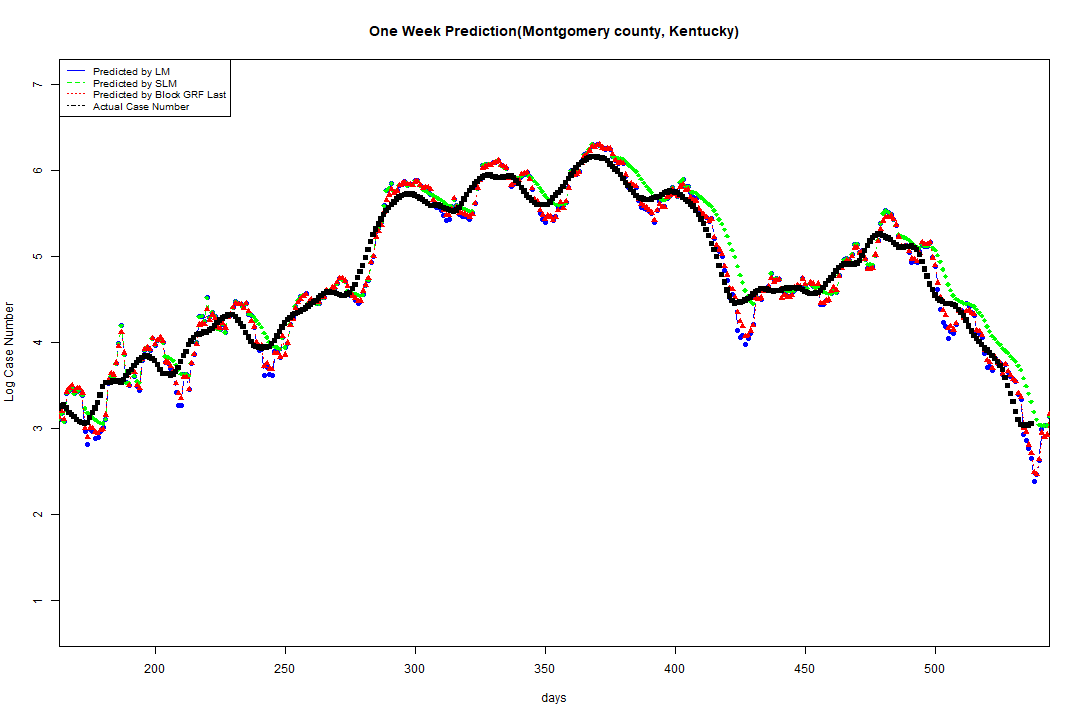 One Week Prediction(Montgomery county, Kentucky)
Predicted by LM
Predicted by SLM
Predicted by Block GRF Last
Actual Case Number
7
6
5
4
3
2
1
Log Case Number
200 250 300 350 400 450 500
days